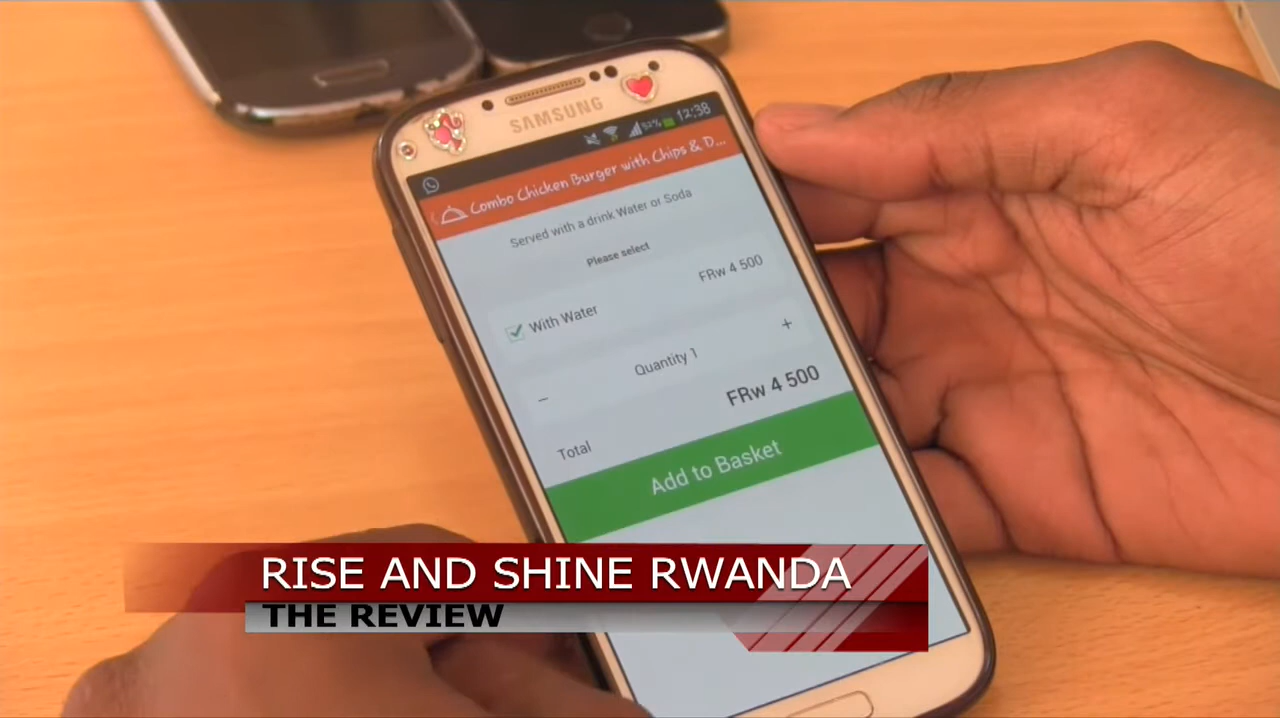 SAMSUNG
52% 12:38
Combo Chicken Burger with Chips & D...
Served with a drink Water or Soda
Please select
FRw 4 500
With Water
+
Quantity 1
−
FRw 4 500
Total
Add to Basket
RISE AND SHINE RWANDA
THE REVIEW